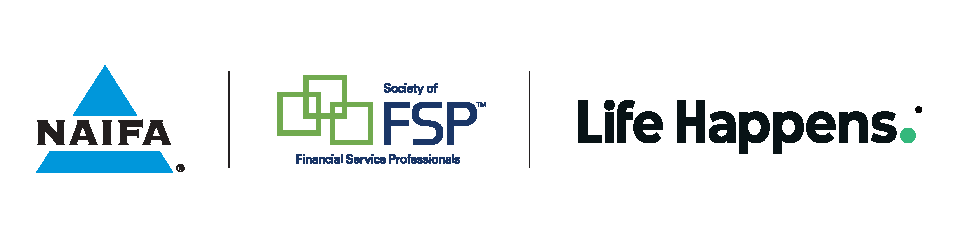 NAIFA®
Society of
FSP™
Financial Service Professionals
Life Happens.